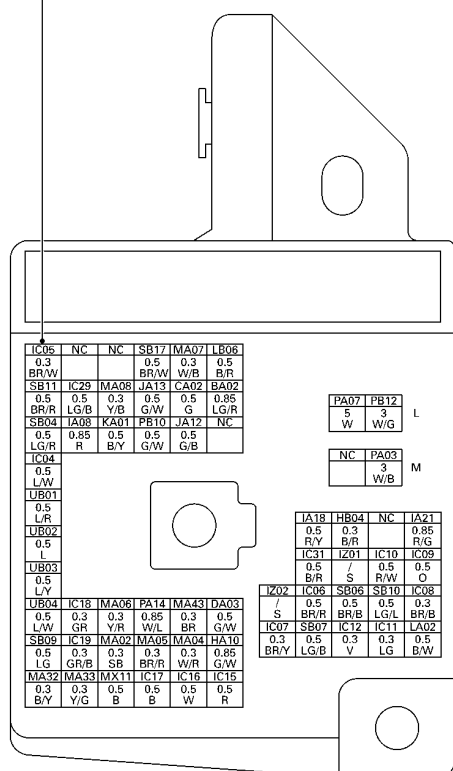 IC05 NC NC SB17 MA07 LB06
0.3 0.5 0.3 0.5
BR/W BR/W W/B B/R
SB11 IC29 MA08 JA13 CA02 BA02
0.5 0.5 0.3 0.5 0.5 0.85
BR/R LG/B Y/B G/W G LG/R
SB04 IA08 KA01 PB10 JA12 NC
0.5 0.85 0.5 0.5 0.5
LG/R R B/Y G/W G/B
IC04
0.5
L/W
UB01
0.5
L/R
UB02
0.5
L
UB03
0.5
L/Y
UB04 IC18 MA06 PA14 MA43 DA03
0.5 0.3 0.3 0.85 0.3 0.5
L/W GR Y/R W/L BR G/W
SB09 IC19 MA02 MA05 MA04 HA10
0.5 0.3 0.3 0.3 0.3 0.85
LG GR/B SB BR/R W/R G/W
MA32 MA33 MX11 IC17 IC16 IC15
0.3 0.3 0.5 0.5 0.5 0.5
B/Y Y/G B B W R
PA07 PB12
5 3 L
W W/G
NC PA03
3 M
W/B
IA18 HB04 NC IA21
0.5 0.3 0.85
R/Y B/R R/G
IC31 IZ01 IC10 IC09
0.5 / 0.5 0.5
B/R S R/W O
IZ02 IC06 SB06 SB10 IC08
/ 0.5 0.5 0.5 0.3
S BR/R BR/B LG/L BR/B
IC07 SB07 IC12 IC11 LA02
0.3 0.5 0.3 0.3 0.5
BR/Y LG/B V LG B/W